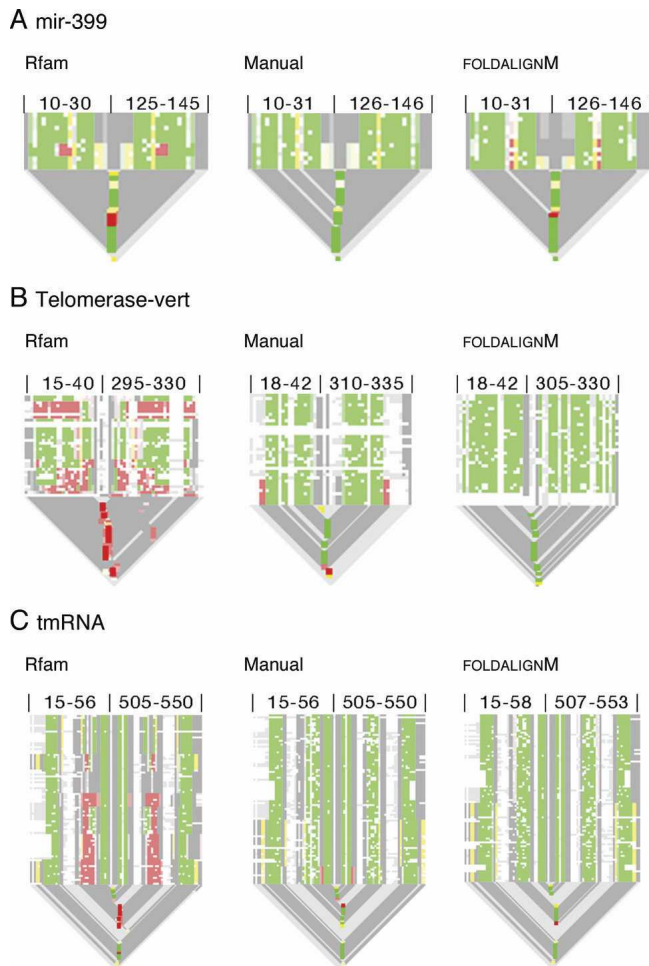 A mir-399
Rfam Manual FOLDALIGNM
| 10-30 | 125-145 | | 10-31 | 126-146 | | 10-31 | 126-146 |
B Telomerase-vert
Rfam Manual FOLDALIGNM
| 15-40 | 295-330 | | 18-42 | 310-335 | | 18-42 | 305-330 |
C tmRNA
Rfam Manual FOLDALIGNM
| 15-56 | 505-550 | | 15-56 | 505-550 | | 15-58 | 507-553 |